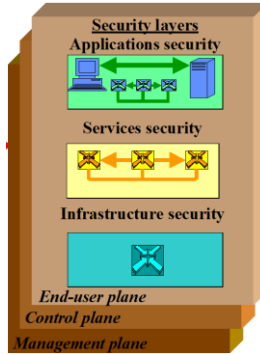 Security layers
Applications security
Services security
Infrastructure security
End-user plane
Control plane
Management plane